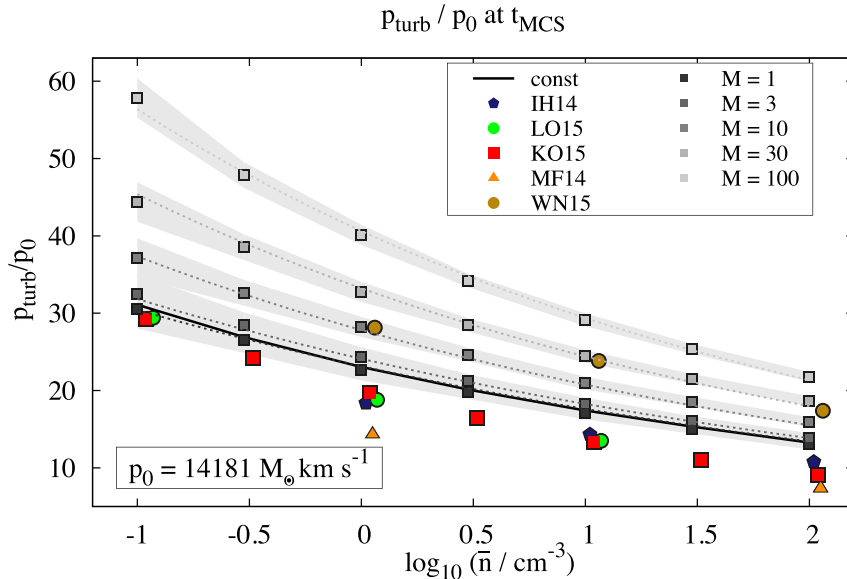 p_turb / p_0 at t_MCS
60
50
40
30
20
10
p_turb/p_0
const
IH14
LO15
KO15
MF14
WN15
M = 1
M = 3
M = 10
M = 30
M = 100
p_0 = 14181 M_⊙ km s^-1
-1 -0.5 0 0.5 1 1.5 2
log_10 (n̄ / cm^-3)